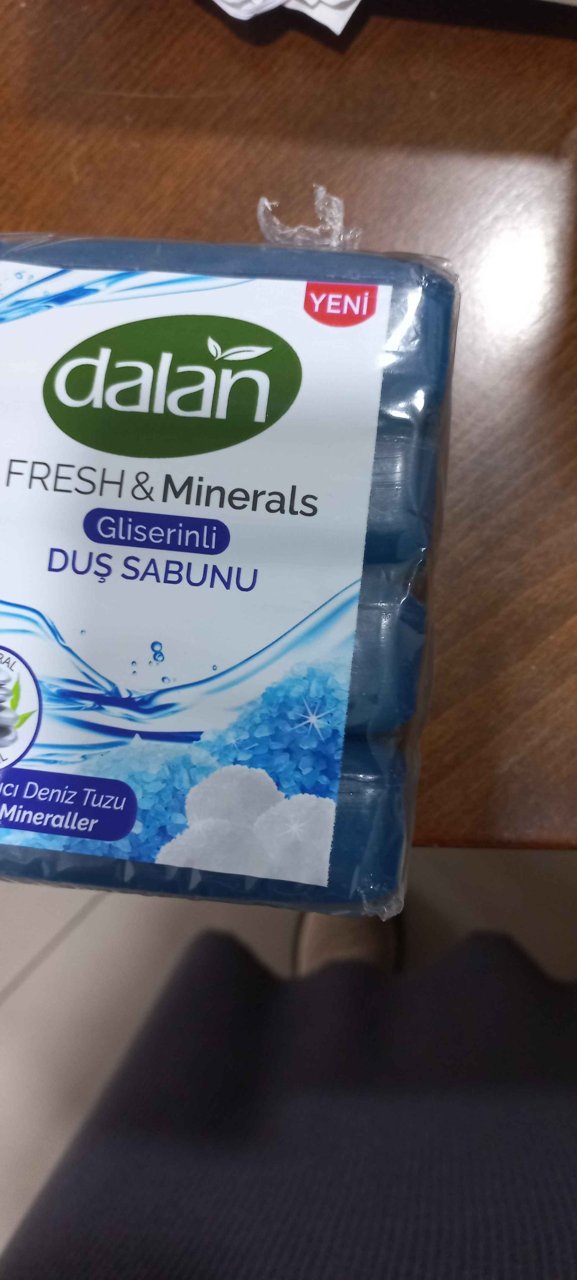 YENİ
dalan
FRESH & Minerals
Gliserinli
DUŞ SABUNU
Deniz Tuzu
Mineraller